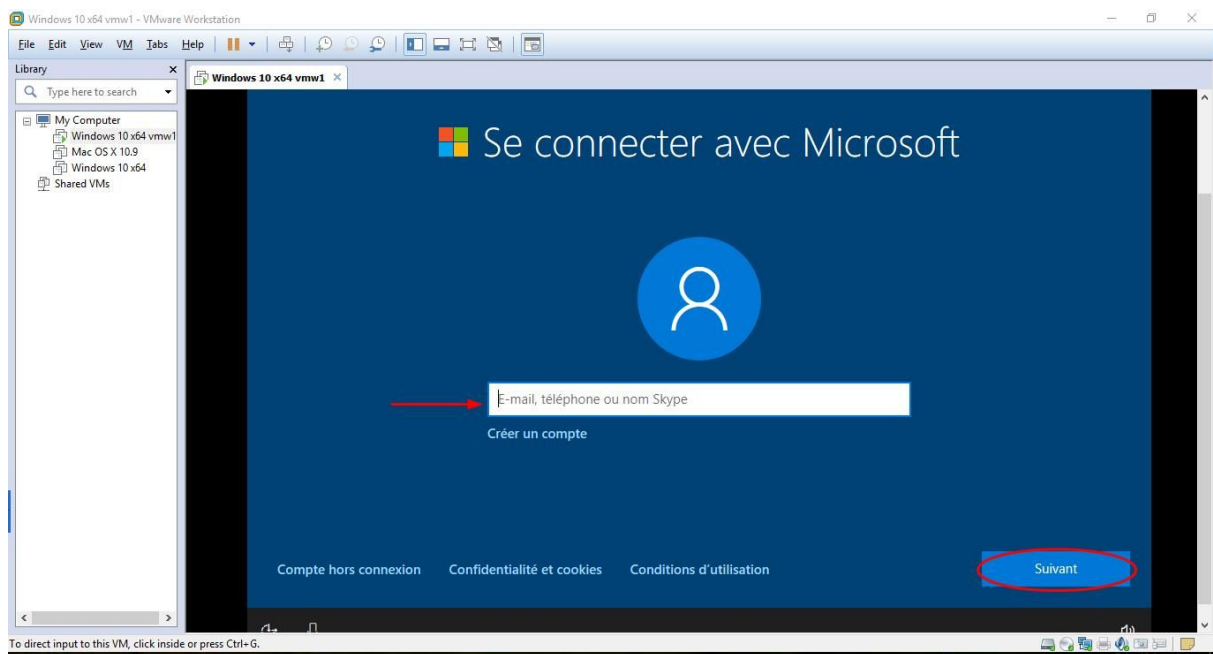 Windows 10 x64 vmw1 - VMware Workstation
File Edit View VM Tabs Help
Library
Type here to search
My Computer
Windows 10 x64 vmw1
Mac OS X 10.9
Windows 10 x64
Shared VMs
Windows 10 x64 vmw1
Se connecter avec Microsoft
E-mail, téléphone ou nom Skype
Créer un compte
Compte hors connexion Confidentialité et cookies Conditions d'utilisation Suivant
To direct input to this VM, click inside or press Ctrl+G.